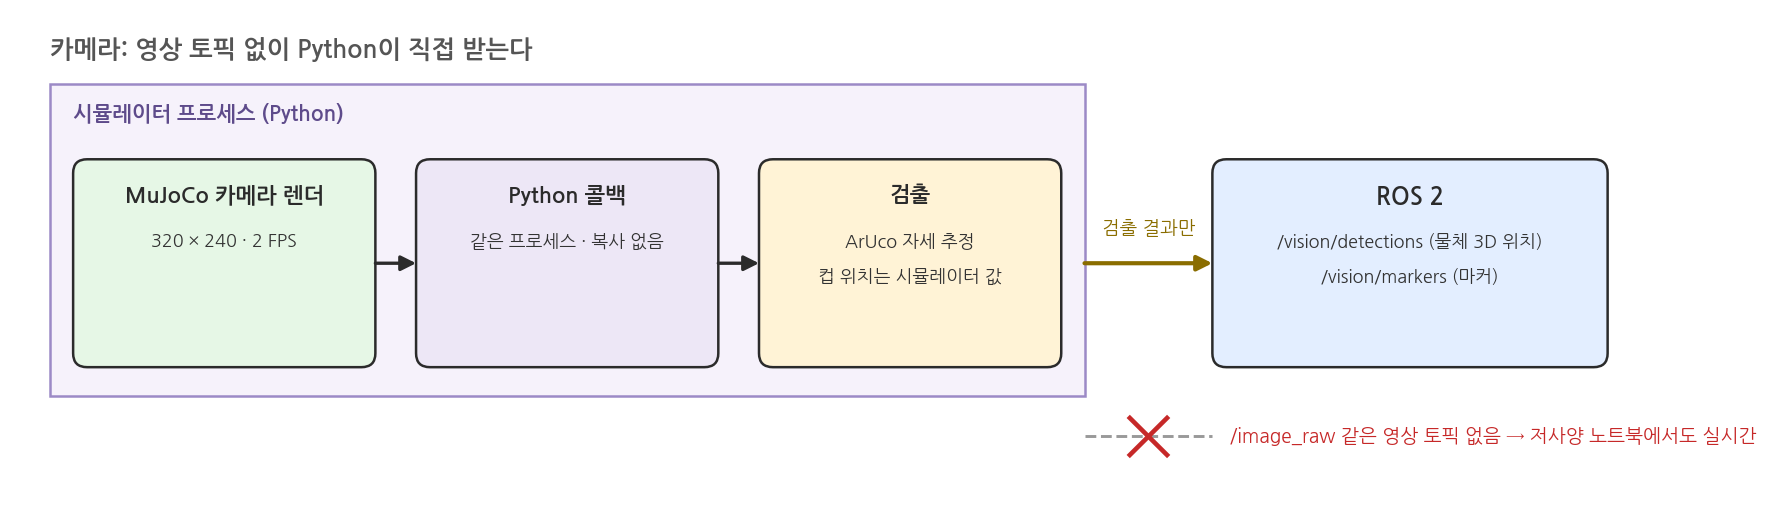 카메라: 영상 토픽 없이 Python이 직접 받는다
시뮬레이터 프로세스 (Python)
MuJoCo 카메라 렌더
320 × 240 · 2 FPS
Python 콜백
같은 프로세스 · 복사 없음
검출
ArUco 자세 추정
컵 위치는 시뮬레이터 값
검출 결과만
ROS 2
/vision/detections (물체 3D 위치)
/vision/markers (마커)
/image_raw 같은 영상 토픽 없음 → 저사양 노트북에서도 실시간